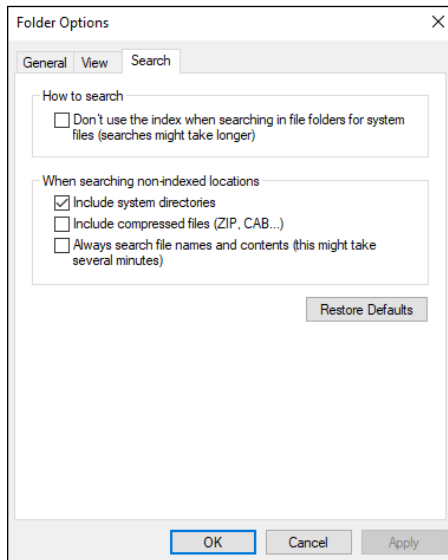 Folder Options
General View Search
How to search
Don't use the index when searching in file folders for system
files (searches might take longer)
When searching non-indexed locations
Include system directories
Include compressed files (ZIP, CAB...)
Always search file names and contents (this might take
several minutes)
Restore Defaults
OK Cancel Apply